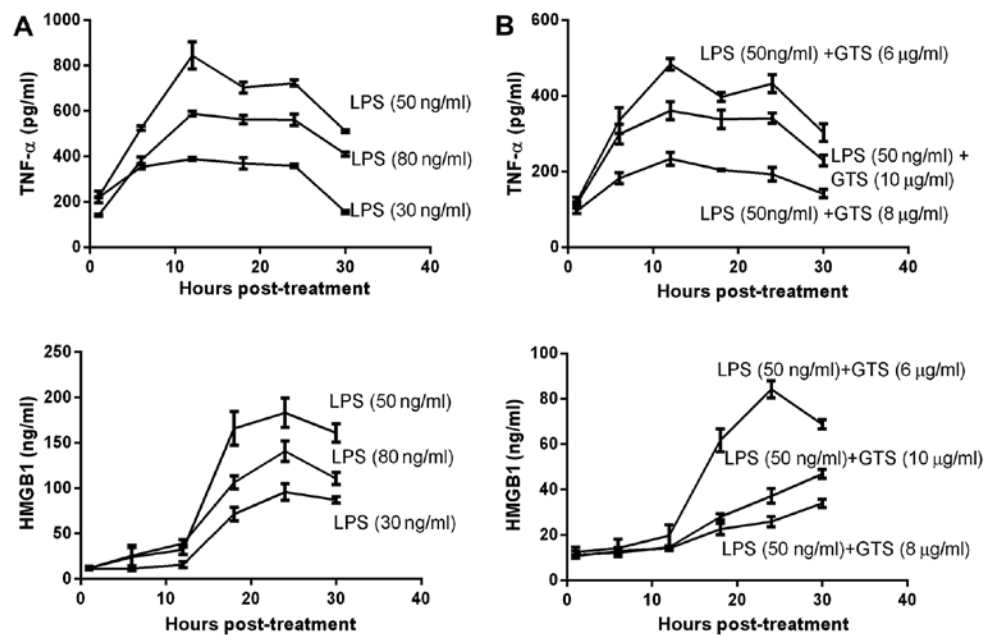 A
TNF-α (pg/ml)
1000
800
600
400
200
0
0 10 20 30 40
Hours post-treatment
LPS (50 ng/ml)
LPS (80 ng/ml)
LPS (30 ng/ml)
B
TNF-α (pg/ml)
600
400
200
0
0 10 20 30 40
Hours post-treatment
LPS (50ng/ml) +GTS (6 µg/ml)
LPS (50 ng/ml) +
GTS (10 µg/ml)
LPS (50ng/ml) +GTS (8 µg/ml)
HMGB1 (ng/ml)
250
200
150
100
50
0
0 10 20 30 40
Hours post-treatment
LPS (50 ng/ml)
LPS (80 ng/ml)
LPS (30 ng/ml)
HMGB1 (ng/ml)
100
80
60
40
20
0
0 10 20 30 40
Hours post-treatment
LPS (50 ng/ml)+GTS (6 µg/ml)
LPS (50 ng/ml)+GTS (10 µg/ml)
LPS (50 ng/ml)+GTS (8 µg/ml)